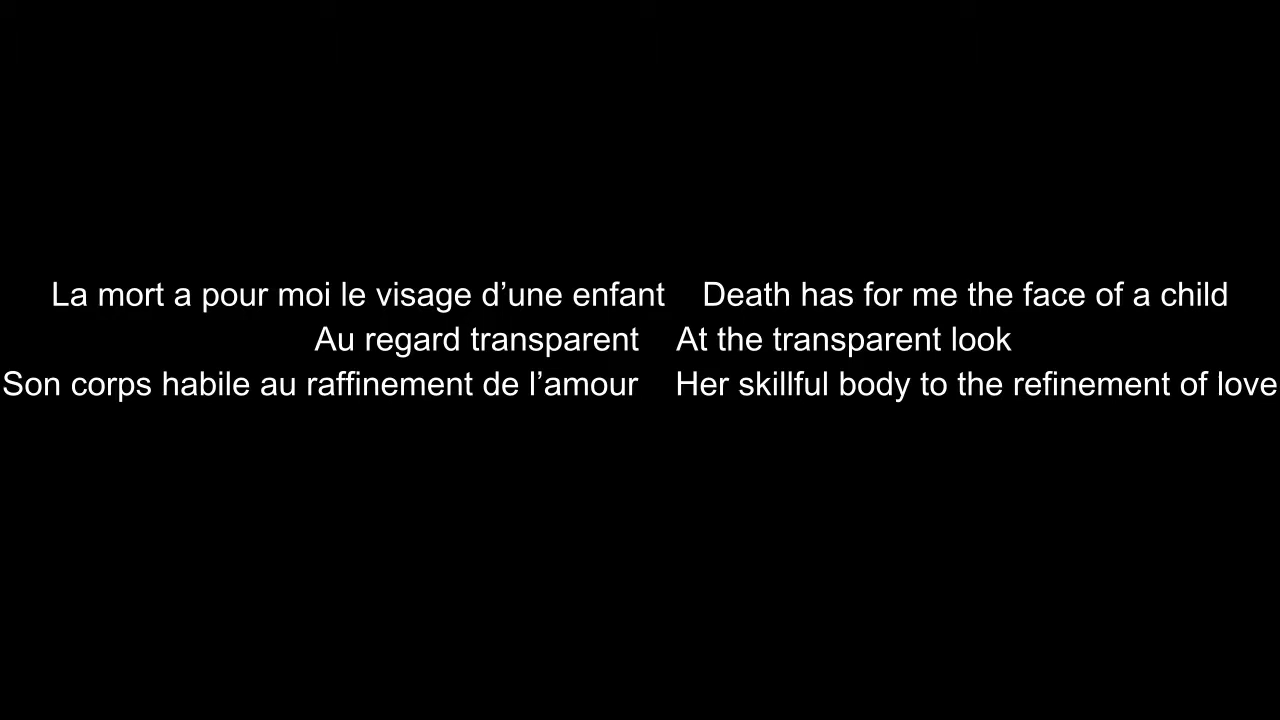 La mort a pour moi le visage d’une enfant Death has for me the face of a child
Au regard transparent At the transparent look
Son corps habile au raffinement de l’amour Her skillful body to the refinement of love